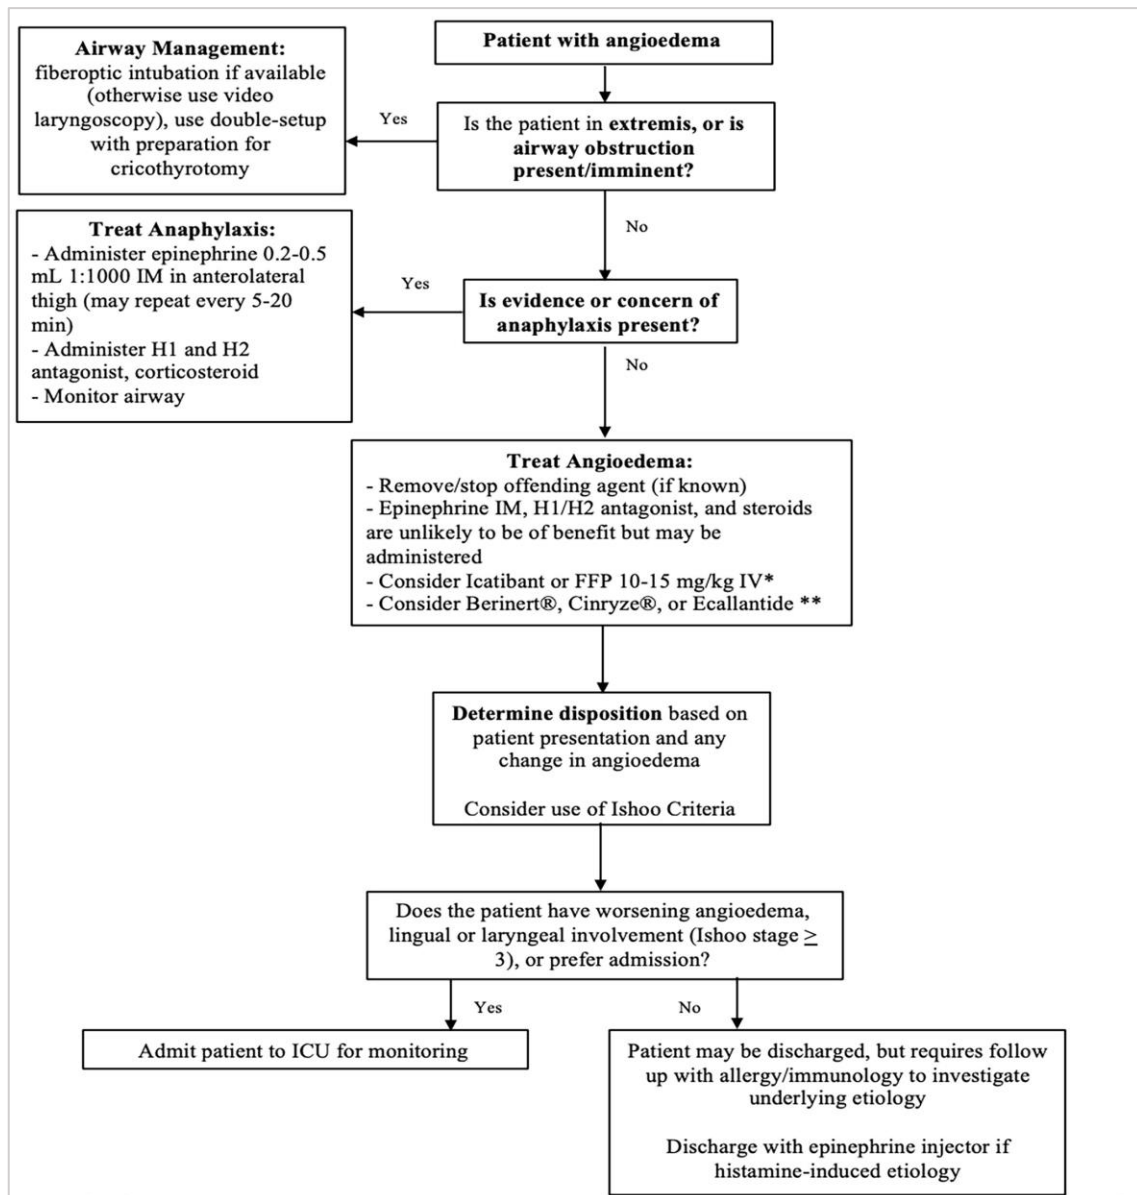 Patient with angioedema
Airway Management:
fiberoptic intubation if available
(otherwise use video
laryngoscopy), use double-setup
with preparation for
cricothyrotomy
Yes
Is the patient in extremis, or is
airway obstruction
present/imminent?
No
Treat Anaphylaxis:
- Administer epinephrine 0.2-0.5
mL 1:1000 IM in anterolateral
thigh (may repeat every 5-20
min)
- Administer H1 and H2
antagonist, corticosteroid
- Monitor airway
Yes
Is evidence or concern of
anaphylaxis present?
No
Treat Angioedema:
- Remove/stop offending agent (if known)
- Epinephrine IM, H1/H2 antagonist, and steroids
are unlikely to be of benefit but may be
administered
- Consider Icatibant or FFP 10-15 mg/kg IV*
- Consider Berinert®, Cinryze®, or Ecallantide **
Determine disposition based on
patient presentation and any
change in angioedema
Consider use of Ishoo Criteria
Does the patient have worsening angioedema,
lingual or laryngeal involvement (Ishoo stage ≥
3), or prefer admission?
Yes
No
Admit patient to ICU for monitoring
Patient may be discharged, but requires follow
up with allergy/immunology to investigate
underlying etiology
Discharge with epinephrine injector if
histamine-induced etiology